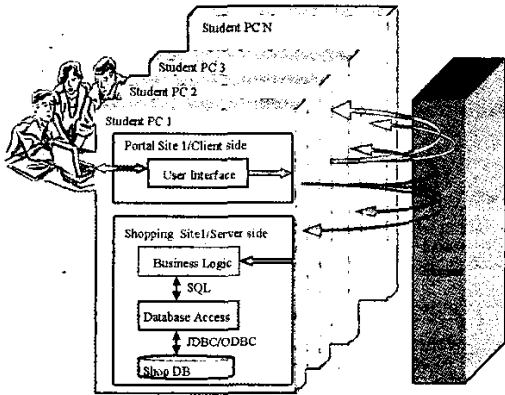 Student PC N
Student PC 3
Student PC 2
Student PC 1
Portal Site 1/Client side
User Interface
Shopping Site1/Server side
Business Logic
SQL
Database Access
JDBC/ODBC
Shop DB